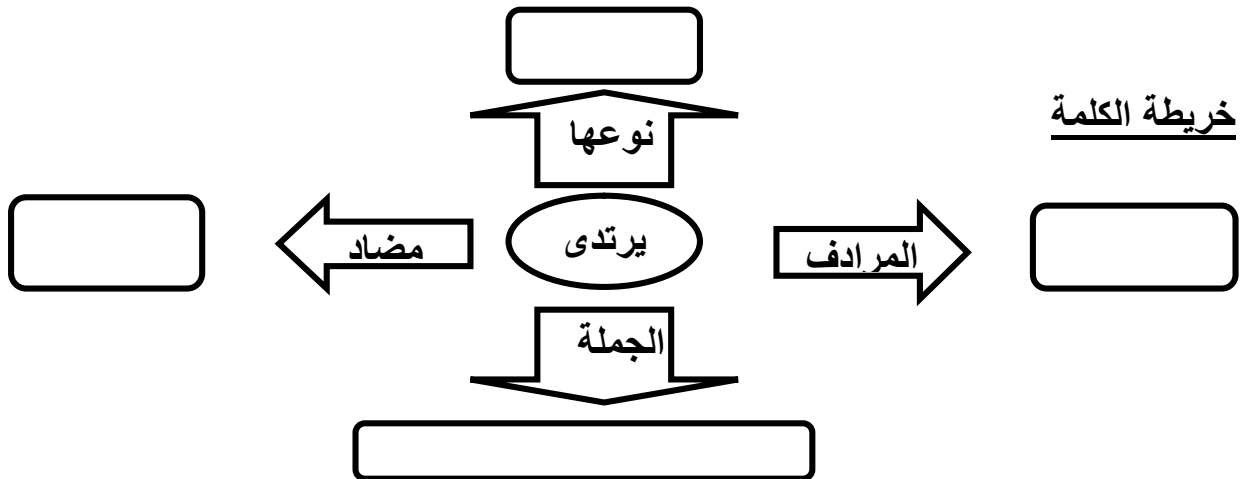 خريطة الكلمة
نوعها
المرادف
يرتدى
مضاد
الجملة